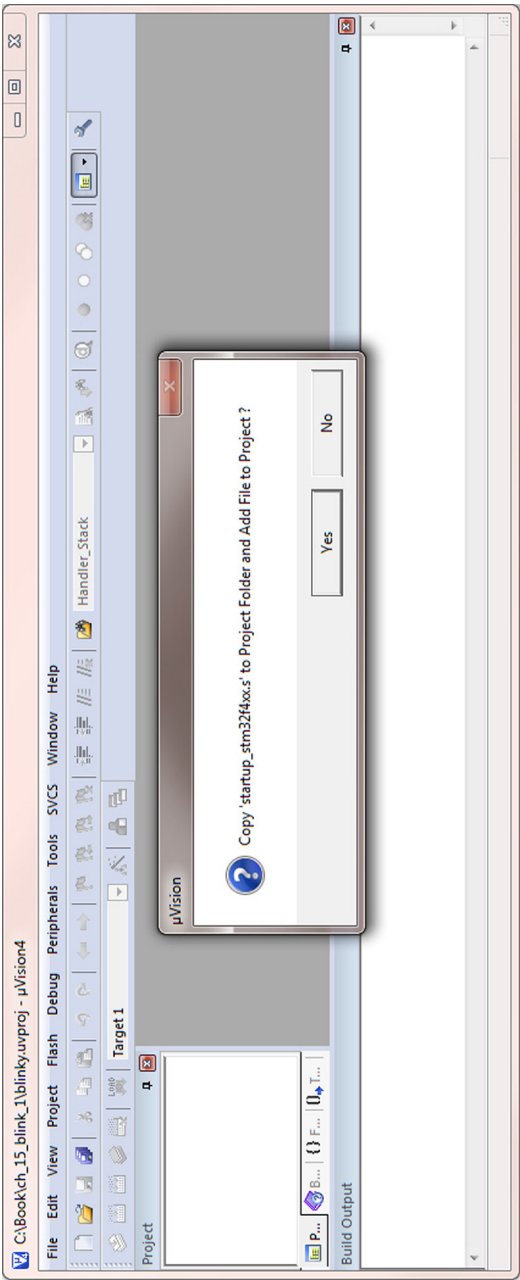 C:\Book\ch_15_blink_1\blinky.uvproj - µVision4
File Edit View Project Flash Debug Peripherals Tools SVCS Window Help
Handler_Stack
LOAD Target 1
Project
µVision
Copy 'startup_stm32f4xx.s' to Project Folder and Add File to Project ?
Yes No
P... B... {} F... () T...
Build Output